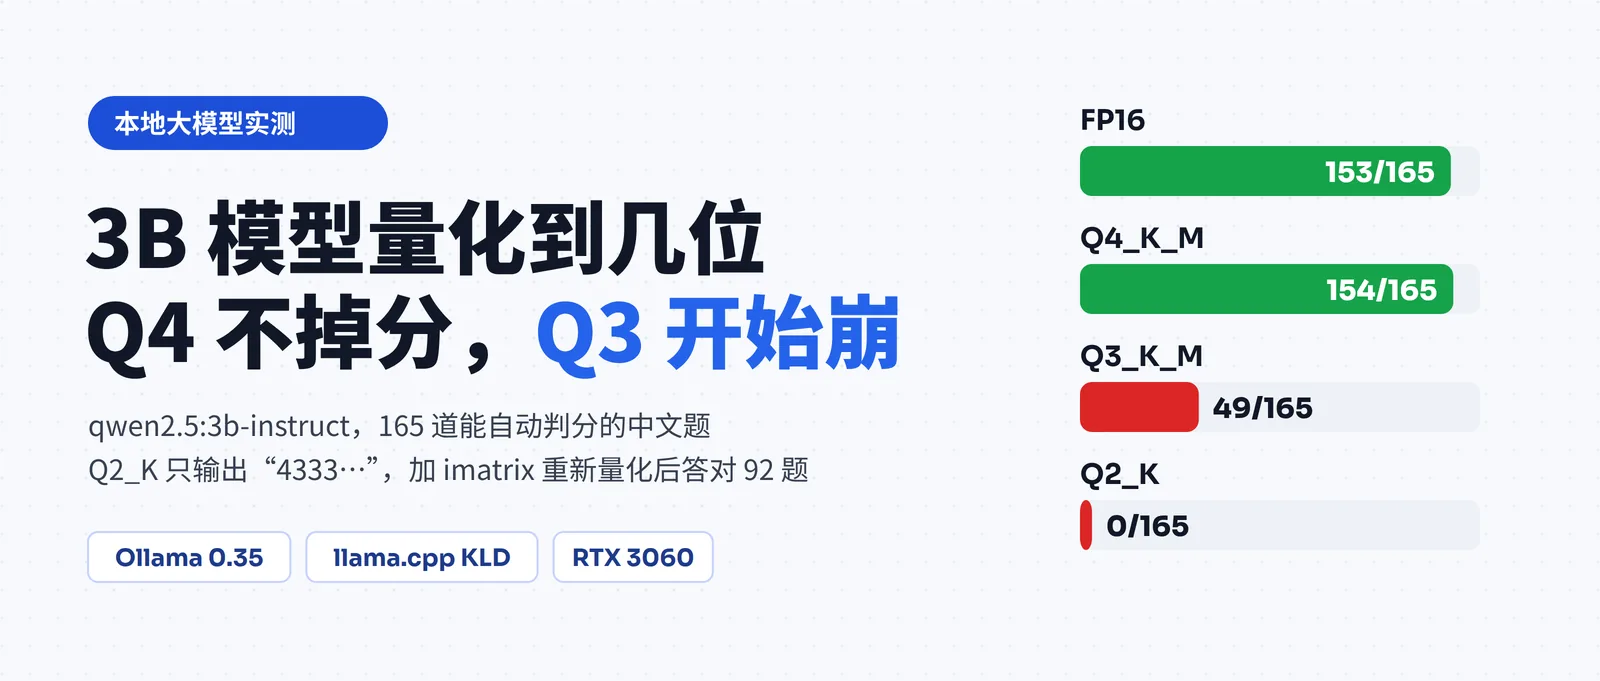 本地大模型实测
3B 模型量化到几位
Q4 不掉分，Q3 开始崩
qwen2.5:3b-instruct，165 道能自动判分的中文题
Q2_K 只输出“4333…”，加 imatrix 重新量化后答对 92 题
Ollama 0.35
llama.cpp KLD
RTX 3060
FP16
153/165
Q4_K_M
154/165
Q3_K_M
49/165
Q2_K
0/165